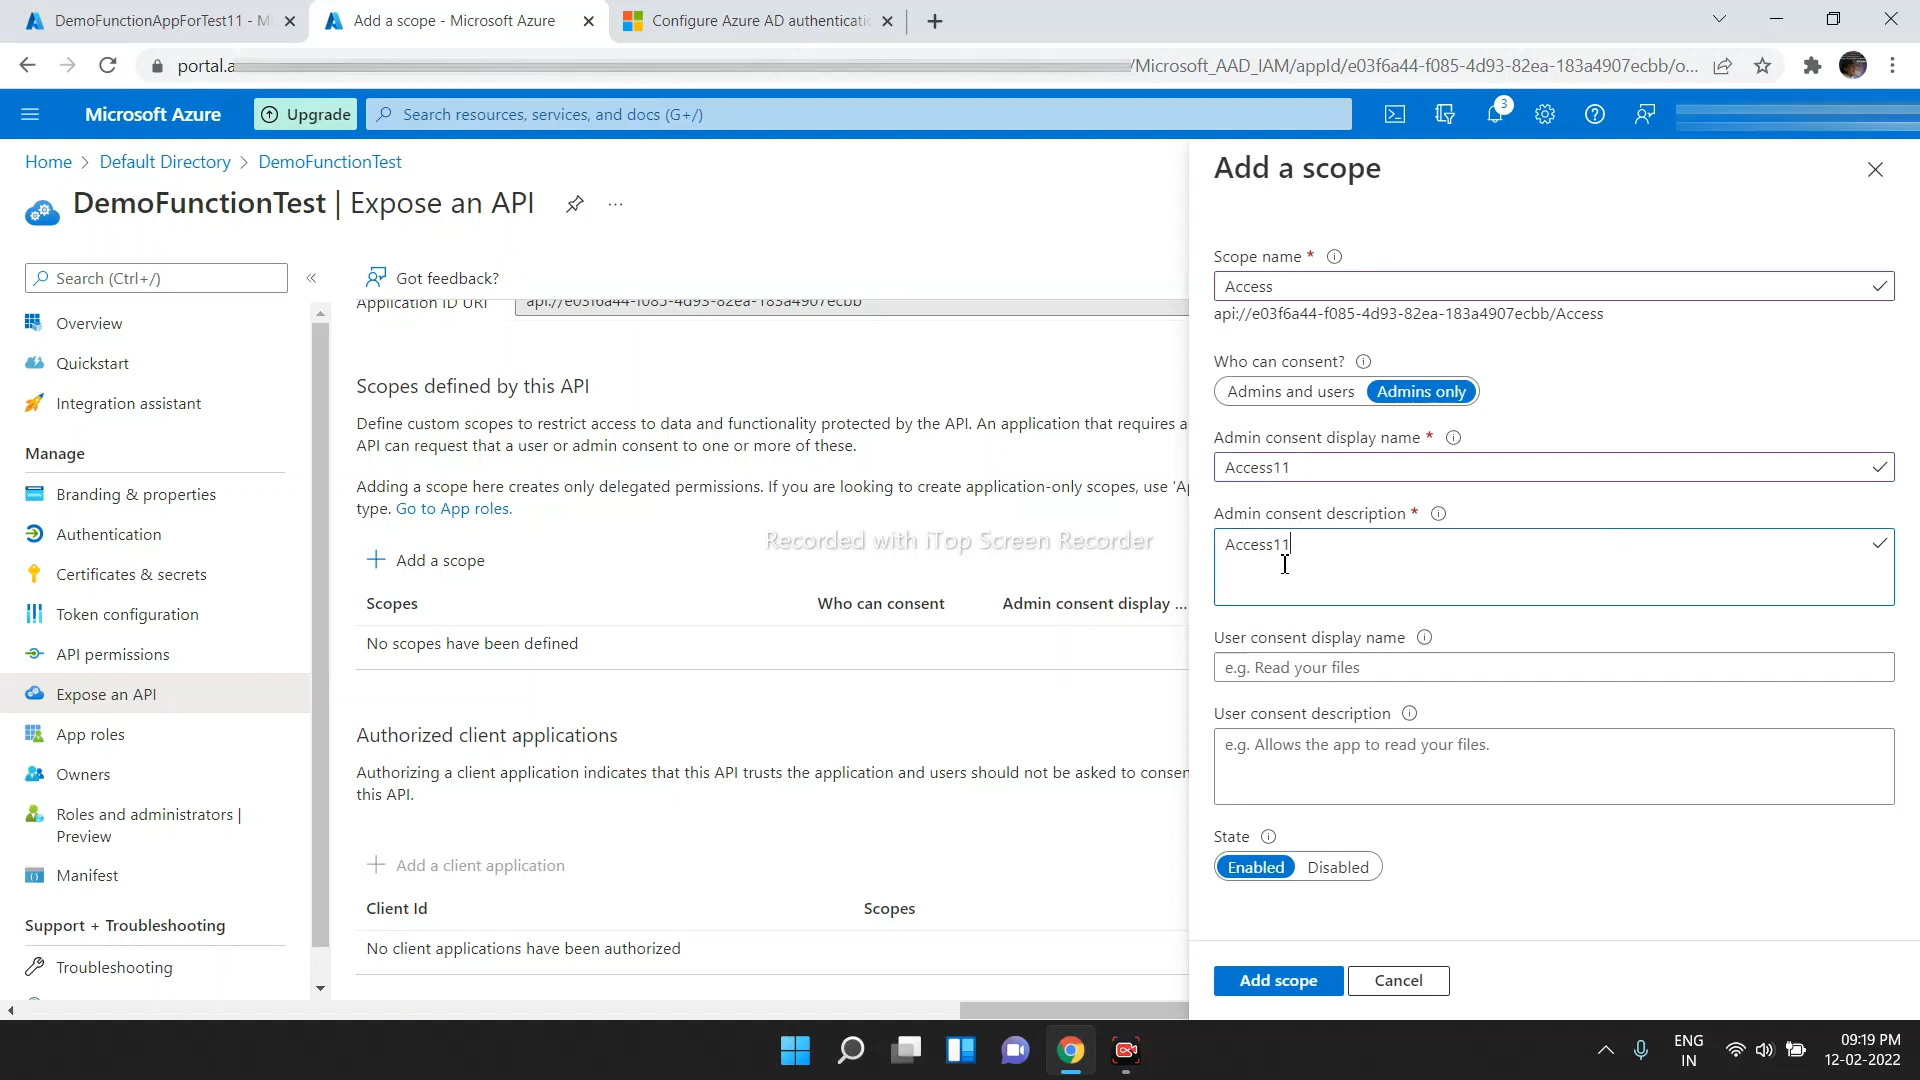 DemoFunctionAppForTest11 - M
Add a scope - Microsoft Azure
Configure Azure AD authenticatio
portal.a
/Microsoft_AAD_IAM/appId/e03f6a44-f085-4d93-82ea-183a4907ecbb/o...
Microsoft Azure
Upgrade
Search resources, services, and docs (G+/)
3
Home > Default Directory > DemoFunctionTest
DemoFunctionTest | Expose an API
...
Search (Ctrl+/)
«
Overview
Quickstart
Integration assistant
Manage
Branding & properties
Authentication
Certificates & secrets
Token configuration
API permissions
Expose an API
App roles
Owners
Roles and administrators |
Preview
Manifest
Support + Troubleshooting
Troubleshooting
Got feedback?
Application ID URI
api://e03f6a44-f085-4d93-82ea-183a4907ecbb
Scopes defined by this API
Define custom scopes to restrict access to data and functionality protected by the API. An application that requires a
API can request that a user or admin consent to one or more of these.
Adding a scope here creates only delegated permissions. If you are looking to create application-only scopes, use 'Ap
type. Go to App roles.
Add a scope
Scopes
Who can consent
Admin consent display ...
No scopes have been defined
Authorized client applications
Authorizing a client application indicates that this API trusts the application and users should not be asked to consen
this API.
Add a client application
Client Id
Scopes
No client applications have been authorized
Recorded with iTop Screen Recorder
Add a scope
Scope name *
Access
api://e03f6a44-f085-4d93-82ea-183a4907ecbb/Access
Who can consent?
Admins and users
Admins only
Admin consent display name *
Access11
Admin consent description *
Access11
User consent display name
e.g. Read your files
User consent description
e.g. Allows the app to read your files.
State
Enabled
Disabled
Add scope
Cancel
ENG
IN
09:19 PM
12-02-2022